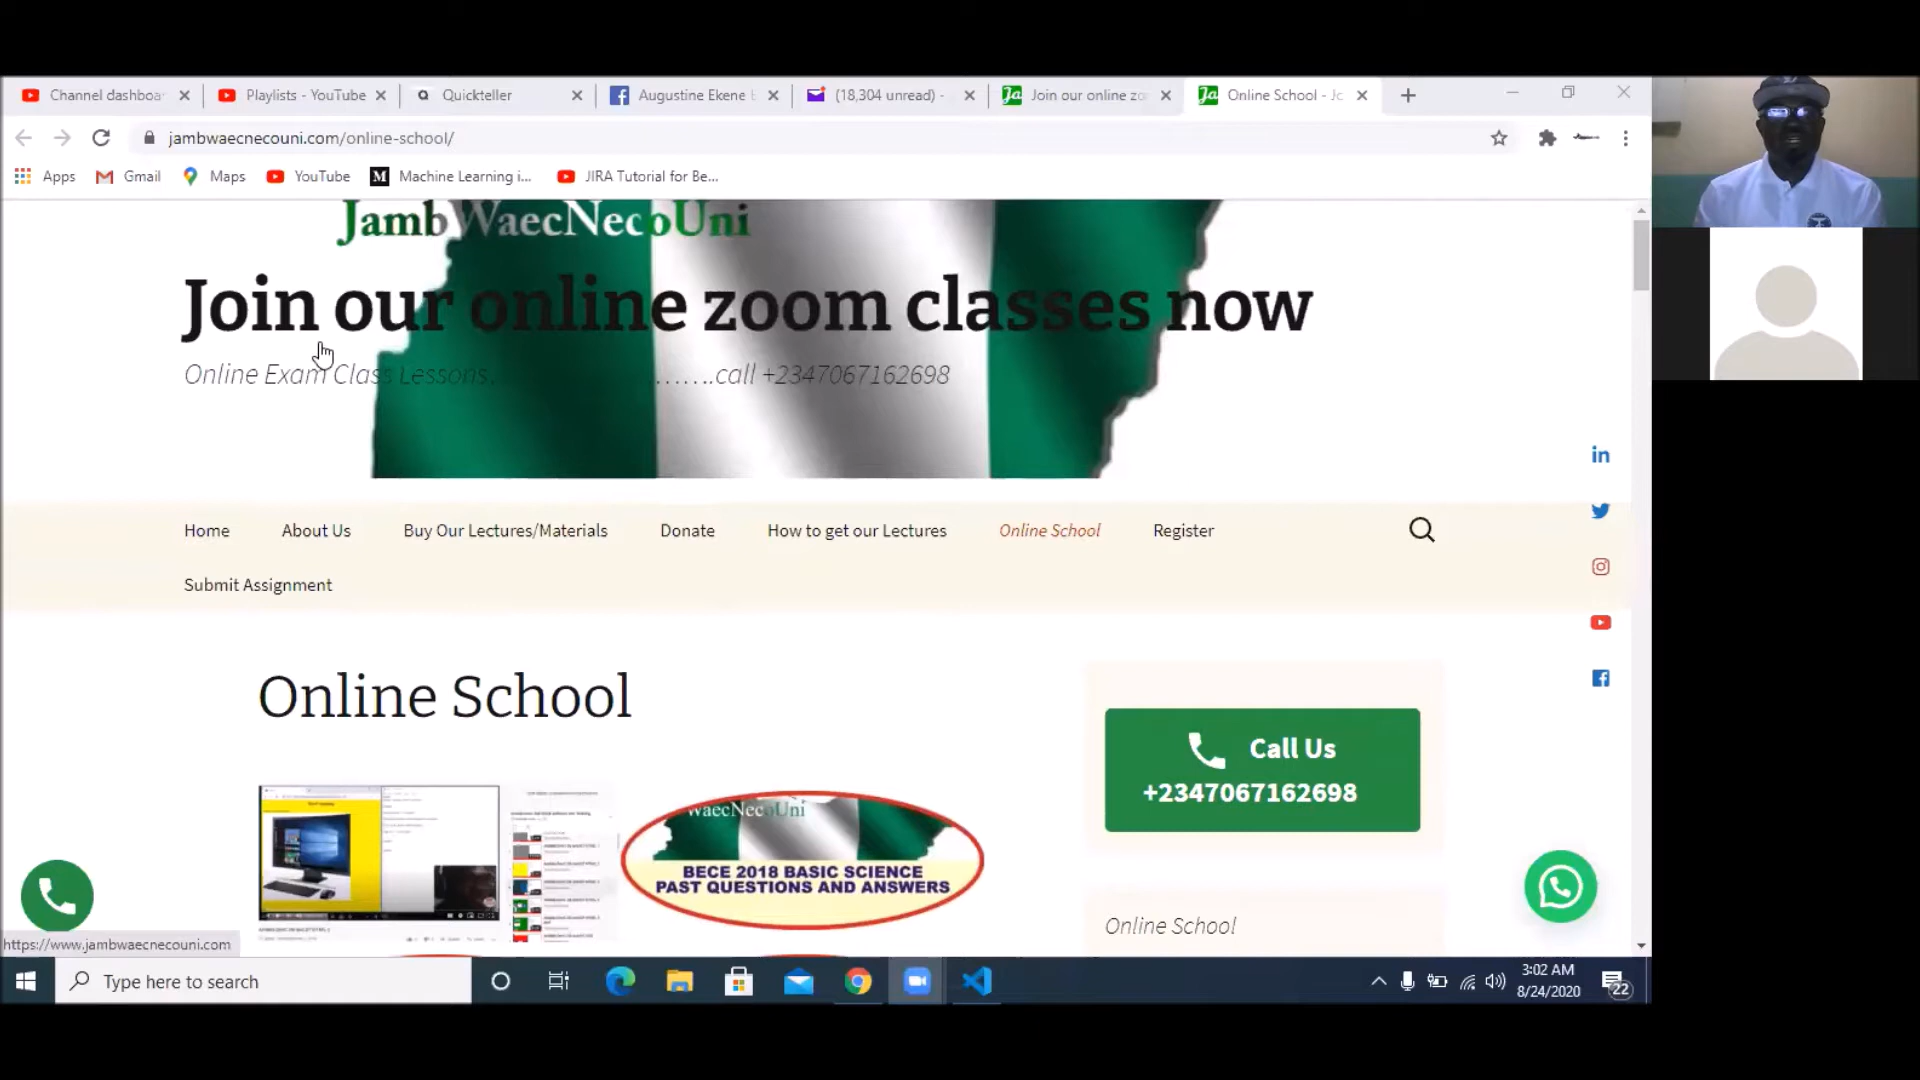 Channel dashboa
Playlists - YouTube
Quickteller
Augustine Ekene E
(18,304 unread) -
Join our online zo
Online School - Jo
jambwaecnecouni.com/online-school/
Apps
Gmail
Maps
YouTube
Machine Learning i...
JIRA Tutorial for Be...
JambWaecNecoUni
Join our online zoom classes now
Online Exam Class Lessons.. ........call +2347067162698
Home
About Us
Buy Our Lectures/Materials
Donate
How to get our Lectures
Online School
Register
Submit Assignment
Online School
Call Us
+2347067162698
WaecNecoUni
BECE 2018 BASIC SCIENCE
PAST QUESTIONS AND ANSWERS
Online School
https://www.jambwaecnecouni.com
Type here to search
3:02 AM
8/24/2020
22